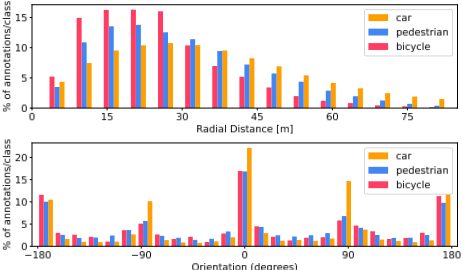 % of annotations/class
15
10
5
0
car
pedestrian
bicycle
0 15 30 45 60 75
Radial Distance [m]
% of annotations/class
20
15
10
5
0
car
pedestrian
bicycle
−180 −90 0 90 180
Orientation (degrees)